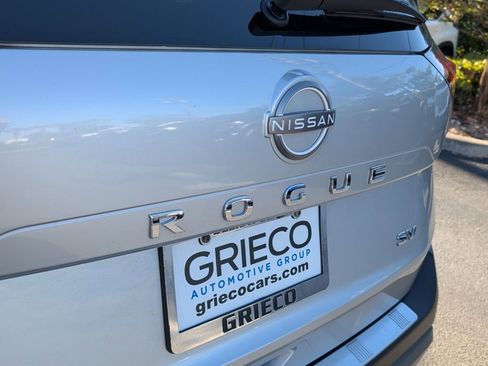 NISSAN
ROGUE
SV
GRIECO
AUTOMOTIVE GROUP
griecocars.com
GRIECO